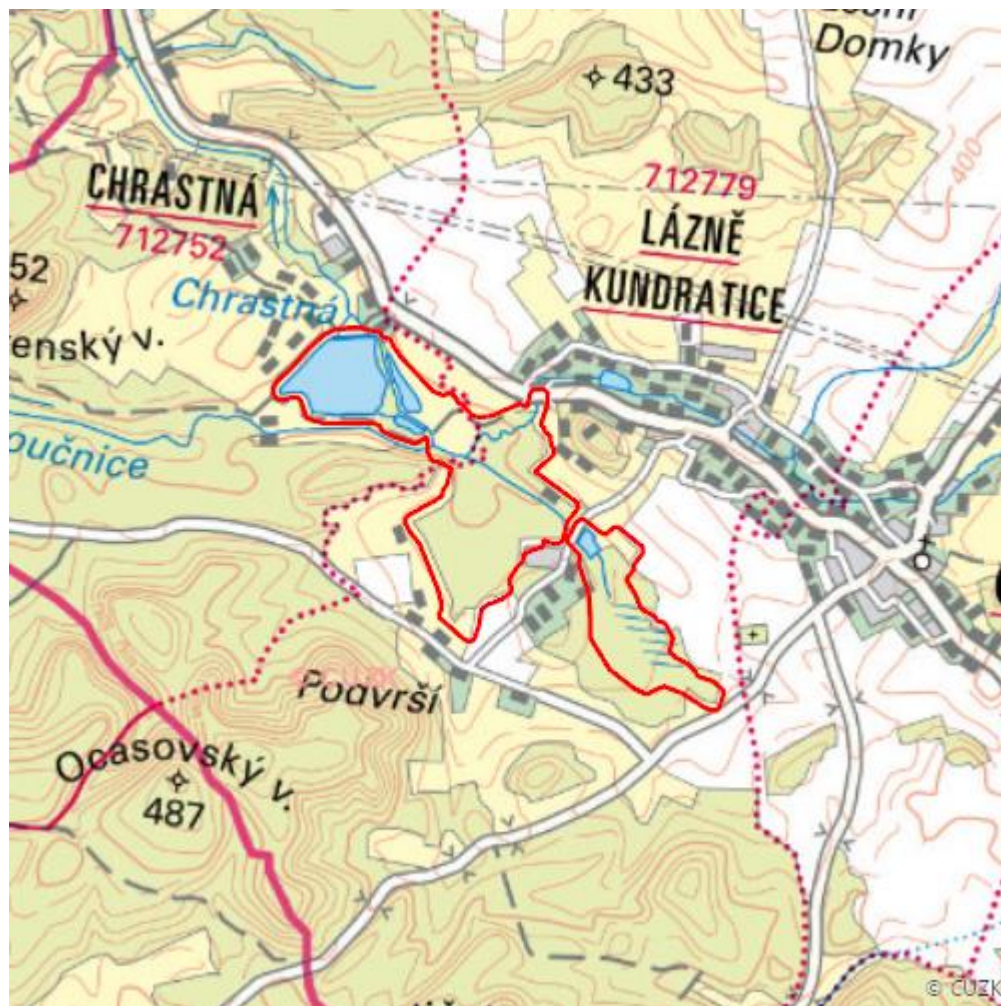 Domky
433
CHRASTNÁ
712752
712779
LÁZNĚ
KUNDRATICE
400
52
Chrastná
enský v.
oučnice
Podvrší
Ocasovský v.
487
© ČÚZK